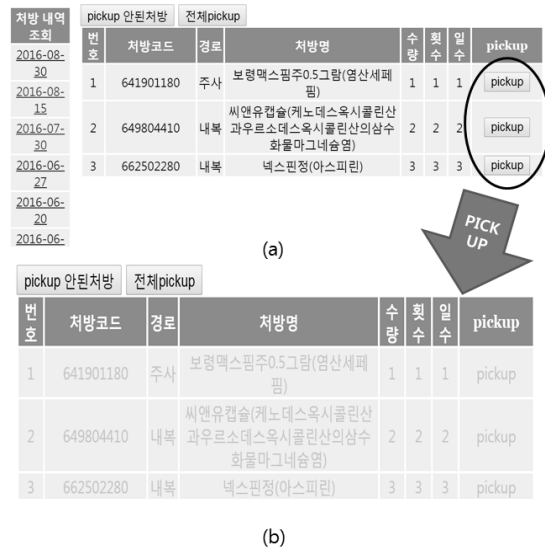 처방 내역
조회
2016-08-
30
2016-08-
15
2016-07-
30
2016-06-
27
2016-06-
20
2016-06-
pickup 안된처방 전체pickup
번호 처방코드 경로 처방명 수량 횟수 일수 pickup
1 641901180 주사 보령맥스핌주0.5그람(염산세페
핌) 1 1 1 pickup
2 649804410 내복 씨앤유캡슐(케노데스옥시콜린산
과우르소데스옥시콜린산의삼수
화물마그네슘염) 2 2 2 pickup
3 662502280 내복 넥스핀정(아스피린) 3 3 3 pickup
(a)
PICK
UP
pickup 안된처방 전체pickup
번호 처방코드 경로 처방명 수량 횟수 일수 pickup
1 641901180 주사 보령맥스핌주0.5그람(염산세페
핌) 1 1 1 pickup
2 649804410 내복 씨앤유캡슐(케노데스옥시콜린산
과우르소데스옥시콜린산의삼수
화물마그네슘염) 2 2 2 pickup
3 662502280 내복 넥스핀정(아스피린) 3 3 3 pickup
(b)